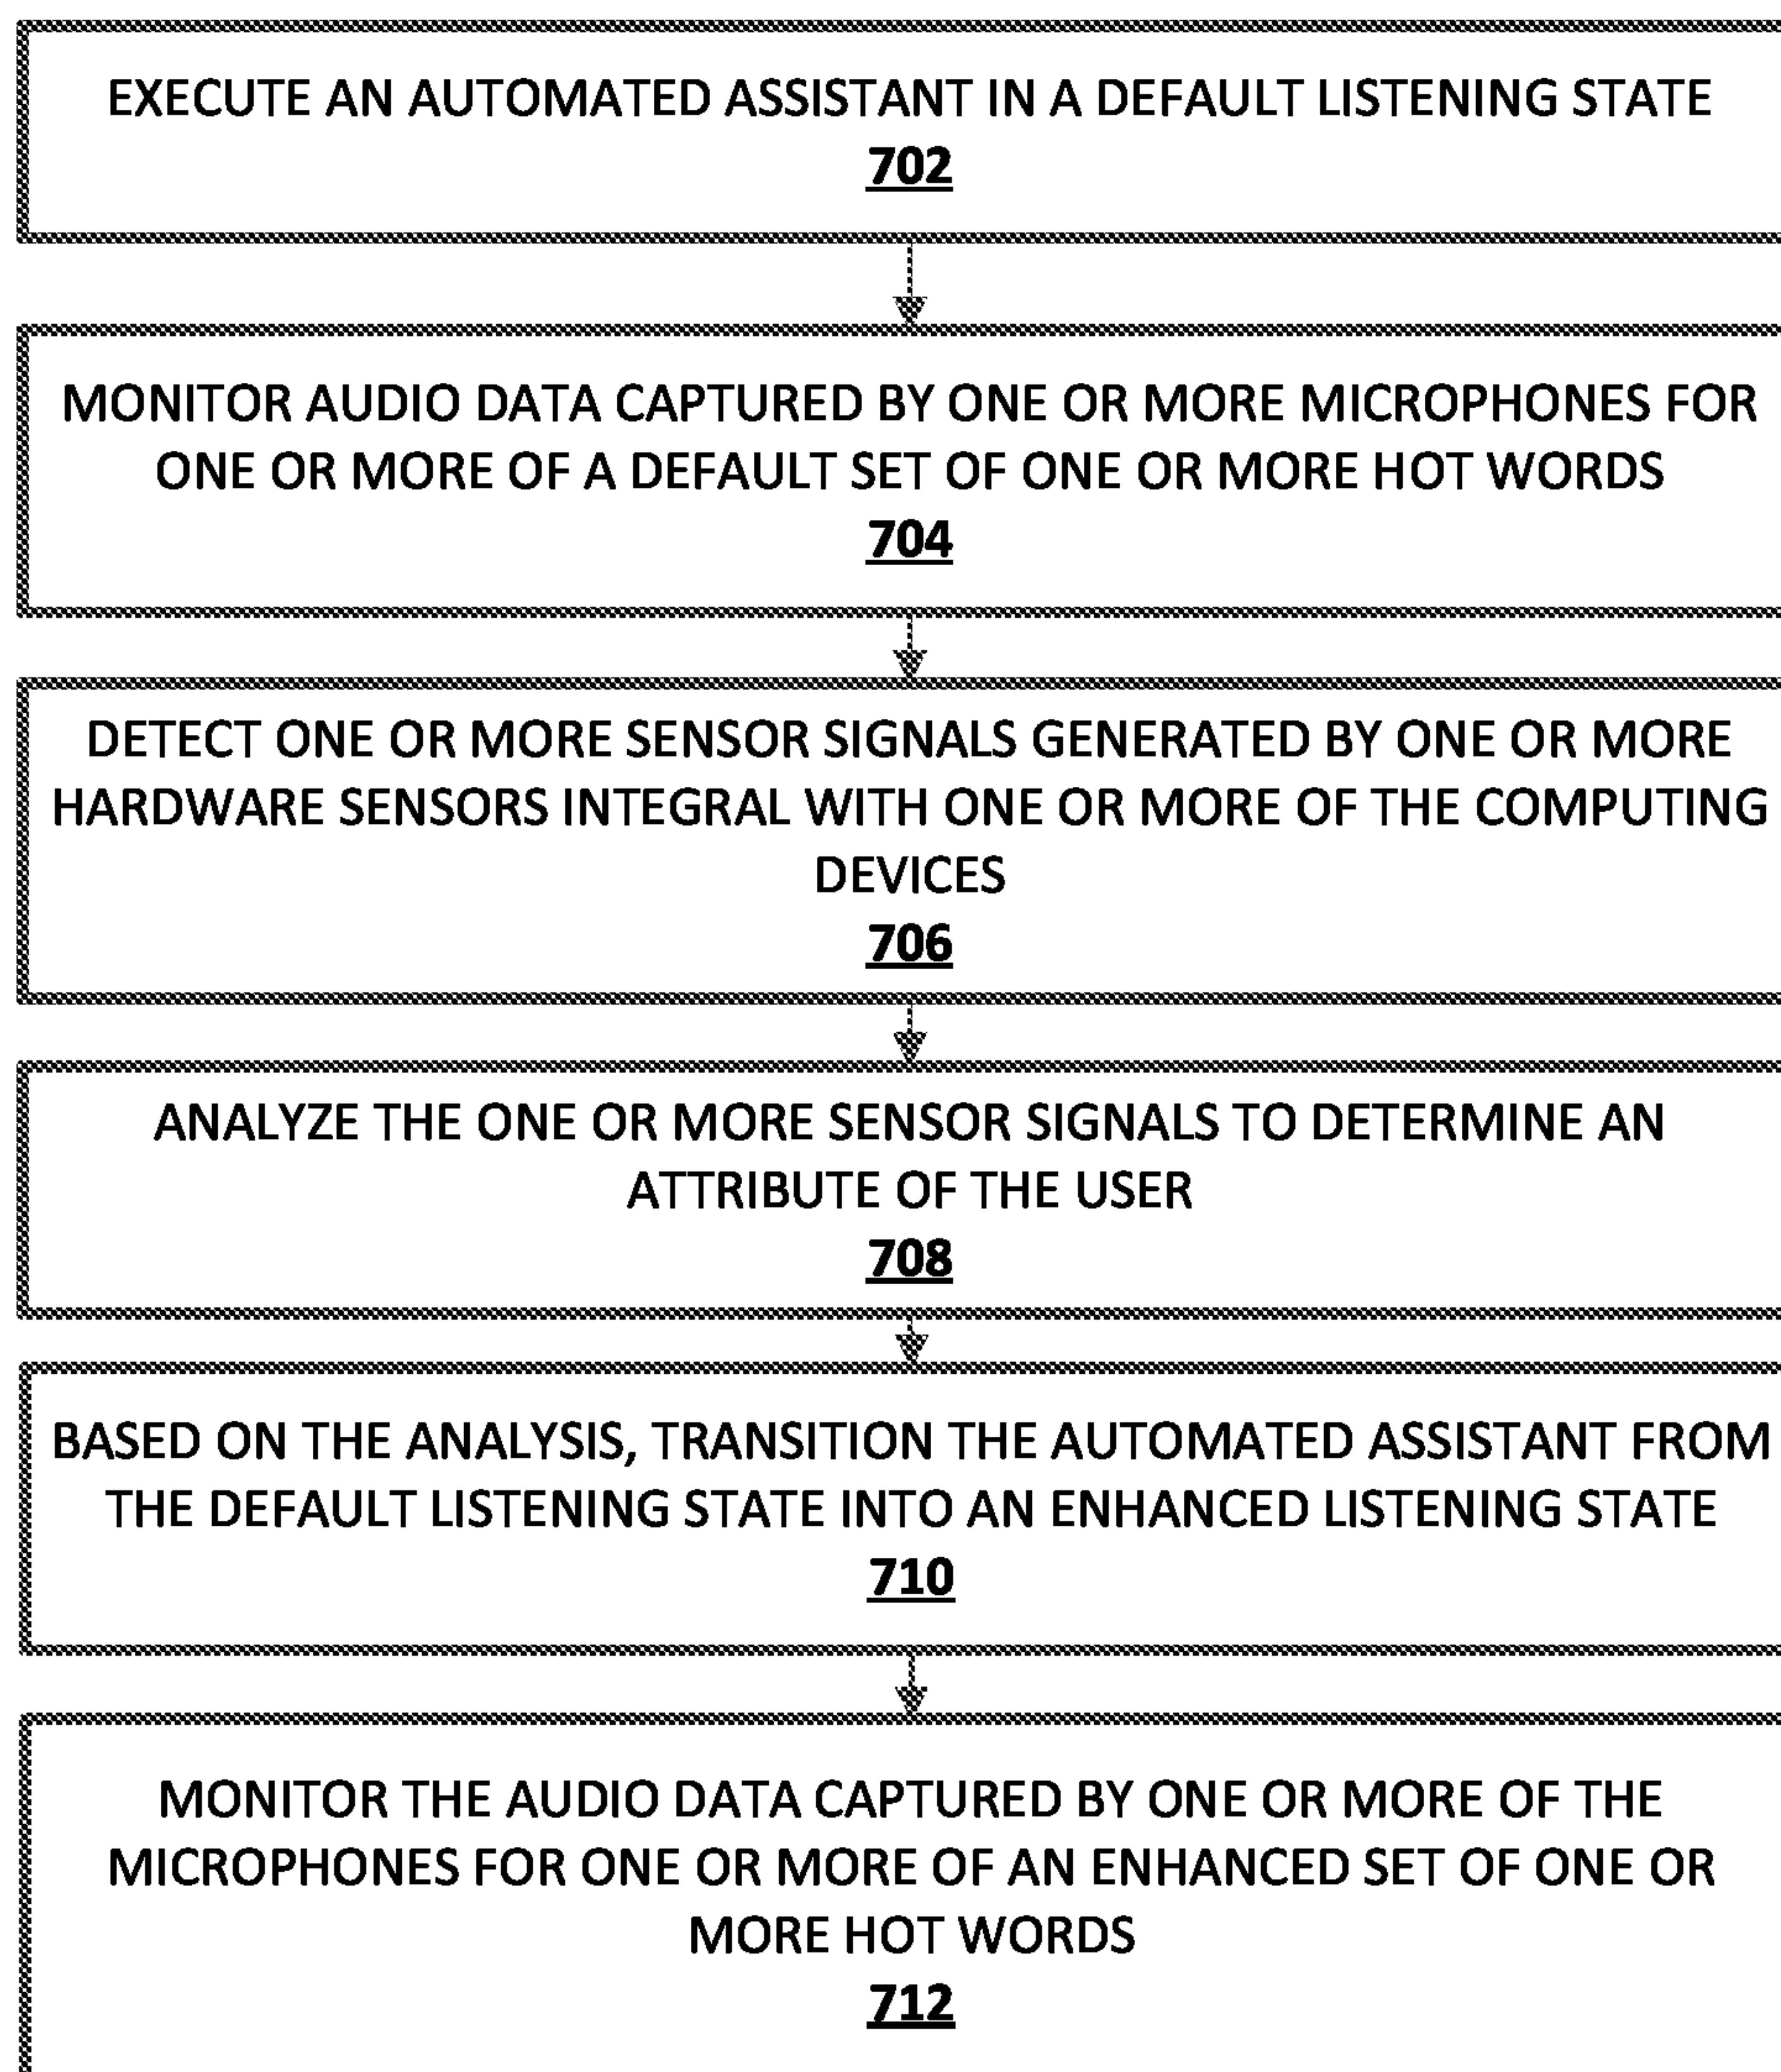 EXECUTE AN AUTOMATED ASSISTANT IN A DEFAULT LISTENING STATE
702
MONITOR AUDIO DATA CAPTURED BY ONE OR MORE MICROPHONES FOR
ONE OR MORE OF A DEFAULT SET OF ONE OR MORE HOT WORDS
704
DETECT ONE OR MORE SENSOR SIGNALS GENERATED BY ONE OR MORE
HARDWARE SENSORS INTEGRAL WITH ONE OR MORE OF THE COMPUTING
DEVICES
706
ANALYZE THE ONE OR MORE SENSOR SIGNALS TO DETERMINE AN
ATTRIBUTE OF THE USER
708
BASED ON THE ANALYSIS, TRANSITION THE AUTOMATED ASSISTANT FROM
THE DEFAULT LISTENING STATE INTO AN ENHANCED LISTENING STATE
710
MONITOR THE AUDIO DATA CAPTURED BY ONE OR MORE OF THE
MICROPHONES FOR ONE OR MORE OF AN ENHANCED SET OF ONE OR
MORE HOT WORDS
712